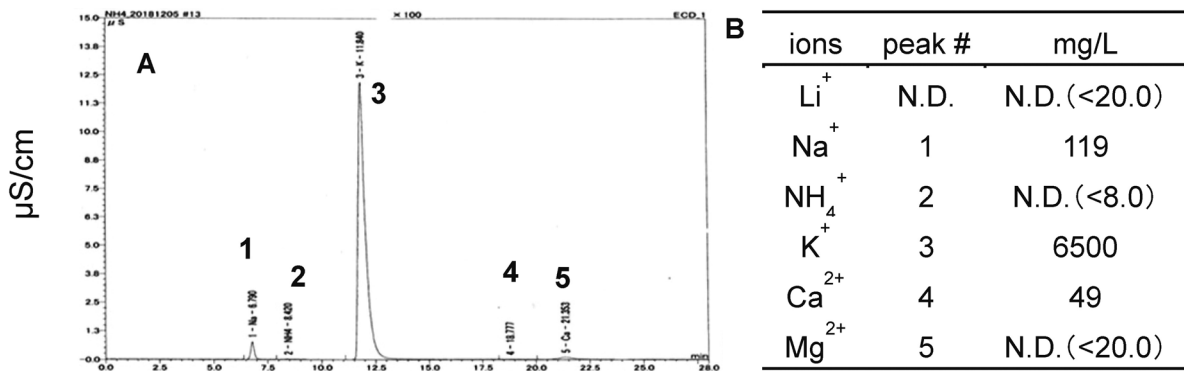 NH4_20181205 #13 X 100 ECD_1
µS
A
15.0
13.8
12.5
11.3
10.0
8.8
7.5
6.3
5.0
3.8
2.5
1.3
-0.0
µS/cm
1
2
3
4
5
1 - Na - 6.790
2 - NH4 - 8.420
3 - K - 11.840
4 - 18.777
5 - Ca - 21.353
min
0.0 2.5 5.0 7.5 10.0 12.5 15.0 17.5 20.0 22.5 26.0
B
ions peak # mg/L
Li+ N.D. N.D.(<20.0)
Na+ 1 119
NH4+ 2 N.D.(<8.0)
K+ 3 6500
Ca2+ 4 49
Mg2+ 5 N.D.(<20.0)